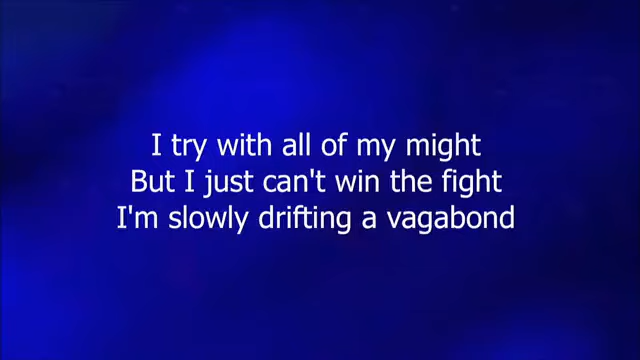 I try with all of my might
But I just can't win the fight
I'm slowly drifting a vagabond